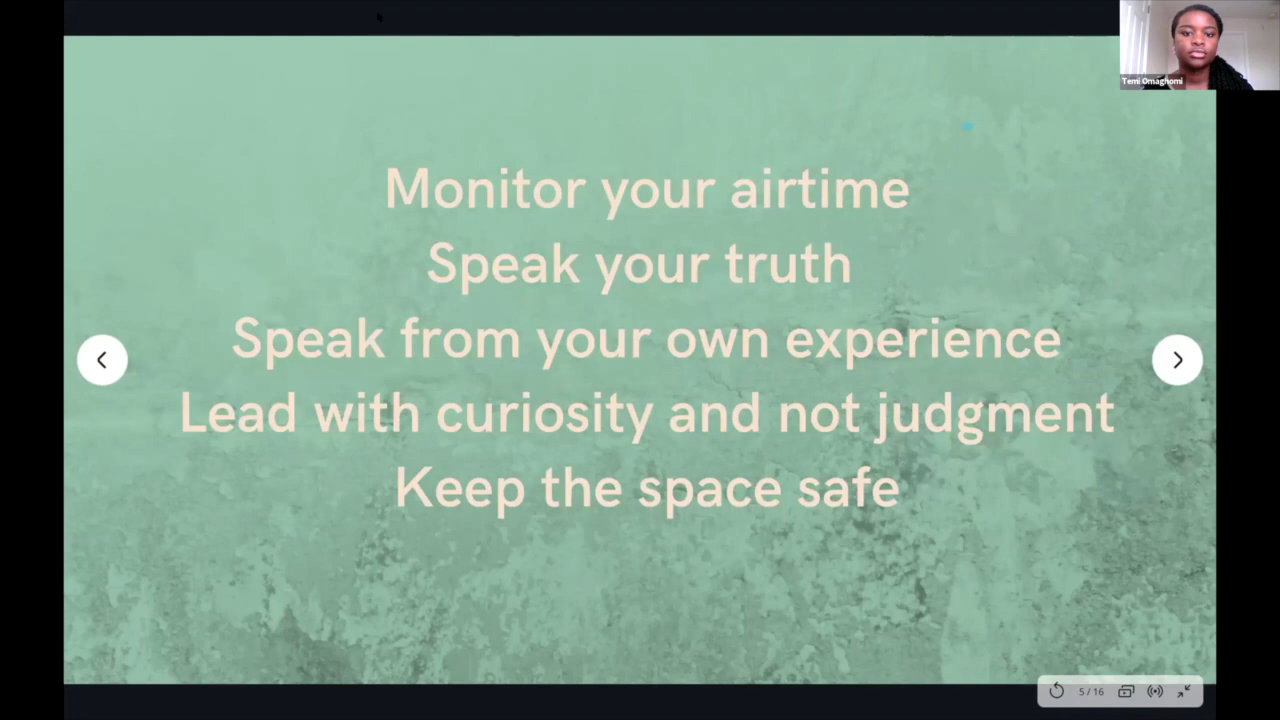 Temi Omaghomi
Monitor your airtime
Speak your truth
Speak from your own experience
Lead with curiosity and not judgment
Keep the space safe
5 / 16